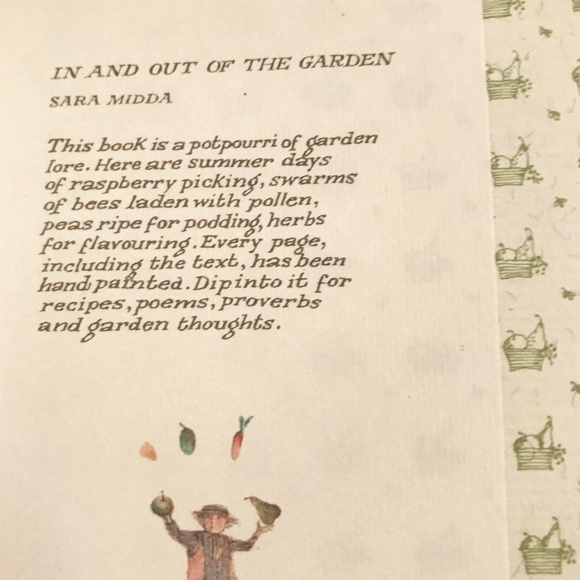 IN AND OUT OF THE GARDEN
SARA MIDDA
This book is a potpourri of garden
lore. Here are summer days
of raspberry picking, swarms
of bees laden with pollen,
peas ripe for podding, herbs
for flavouring. Every page,
including the text, has been
hand painted. Dip into it for
recipes, poems, proverbs
and garden thoughts.